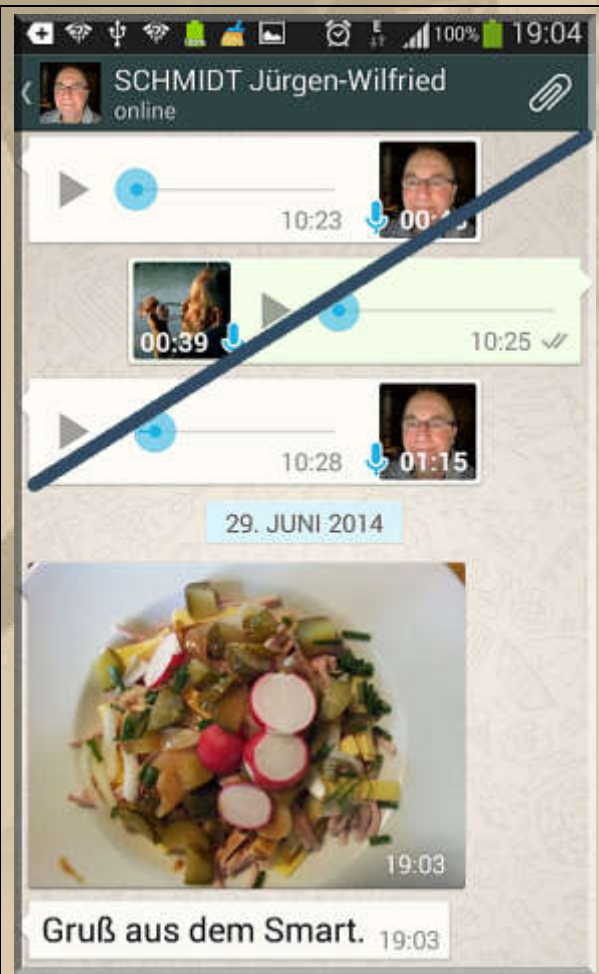 100% 19:04
SCHMIDT Jürgen-Wilfried
online
10:23
00:39
10:25
10:28 01:15
29. JUNI 2014
19:03
Gruß aus dem Smart. 19:03